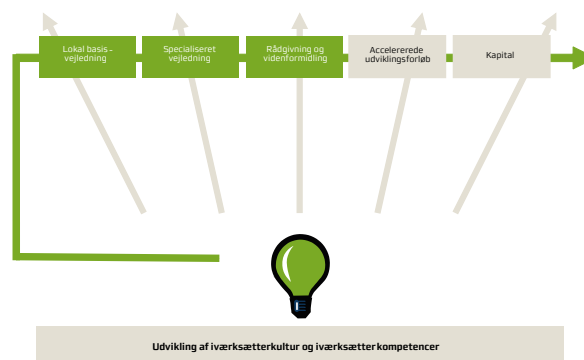 Lokal basis-
vejledning
Specialiseret
vejledning
Rådgivning og
videnformidling
Accelererede
udviklingsforløb
Kapital
Udvikling af iværksætterkultur og iværksætterkompetencer